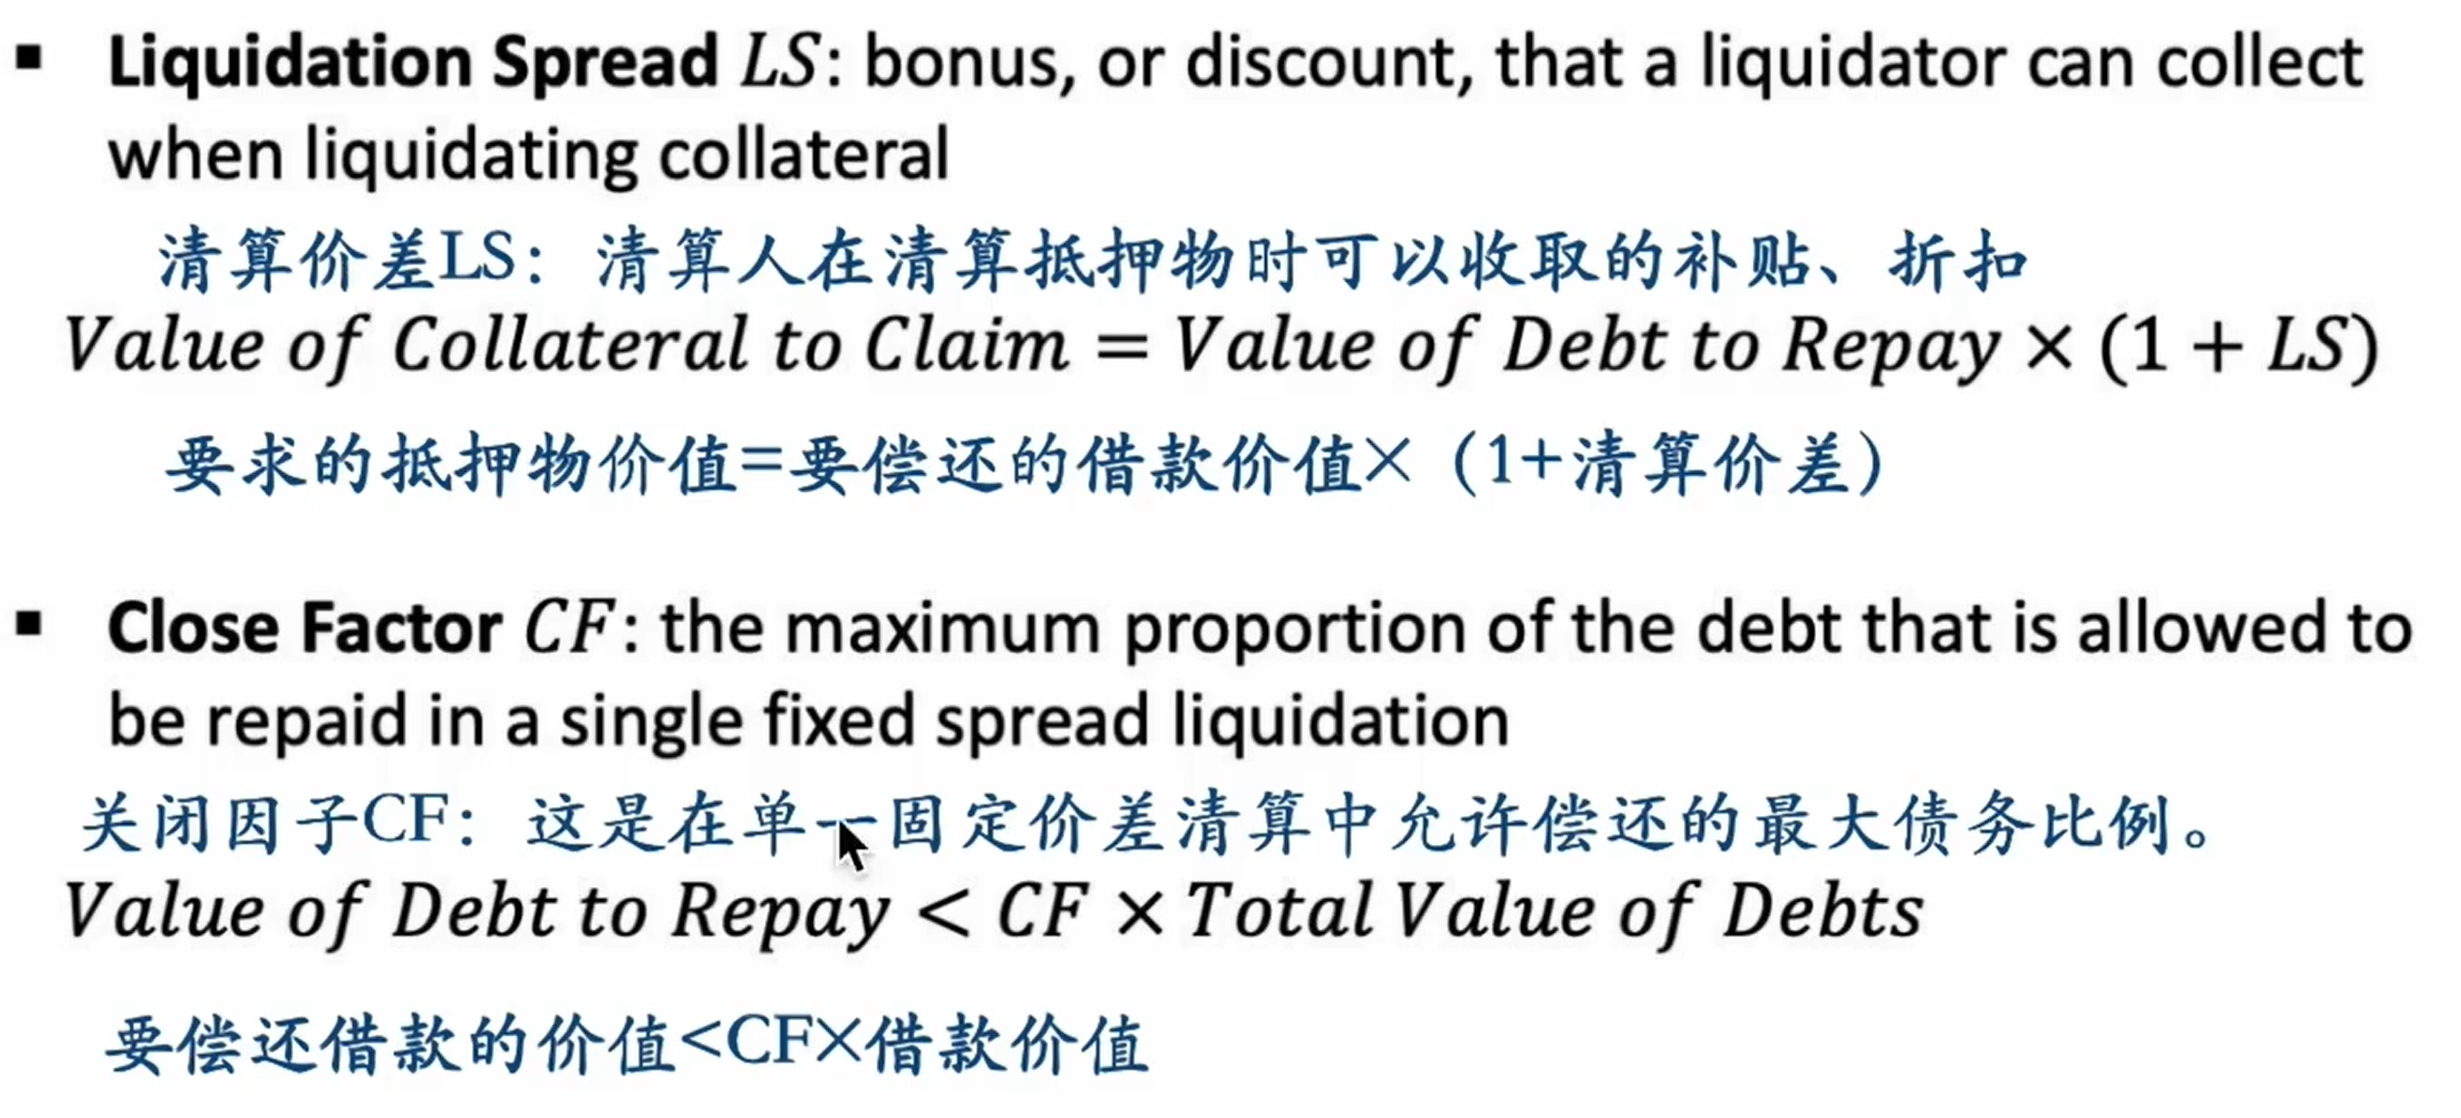 ▪ Liquidation Spread LS: bonus, or discount, that a liquidator can collect
when liquidating collateral
清算价差LS：清算人在清算抵押物时可以收取的补贴、折扣
Value of Collateral to Claim = Value of Debt to Repay × (1 + LS)
要求的抵押物价值=要偿还的借款价值×（1+清算价差）
▪ Close Factor CF: the maximum proportion of the debt that is allowed to
be repaid in a single fixed spread liquidation
关闭因子CF：这是在单一固定价差清算中允许偿还的最大债务比例。
Value of Debt to Repay < CF × Total Value of Debts
要偿还借款的价值<CF×借款价值